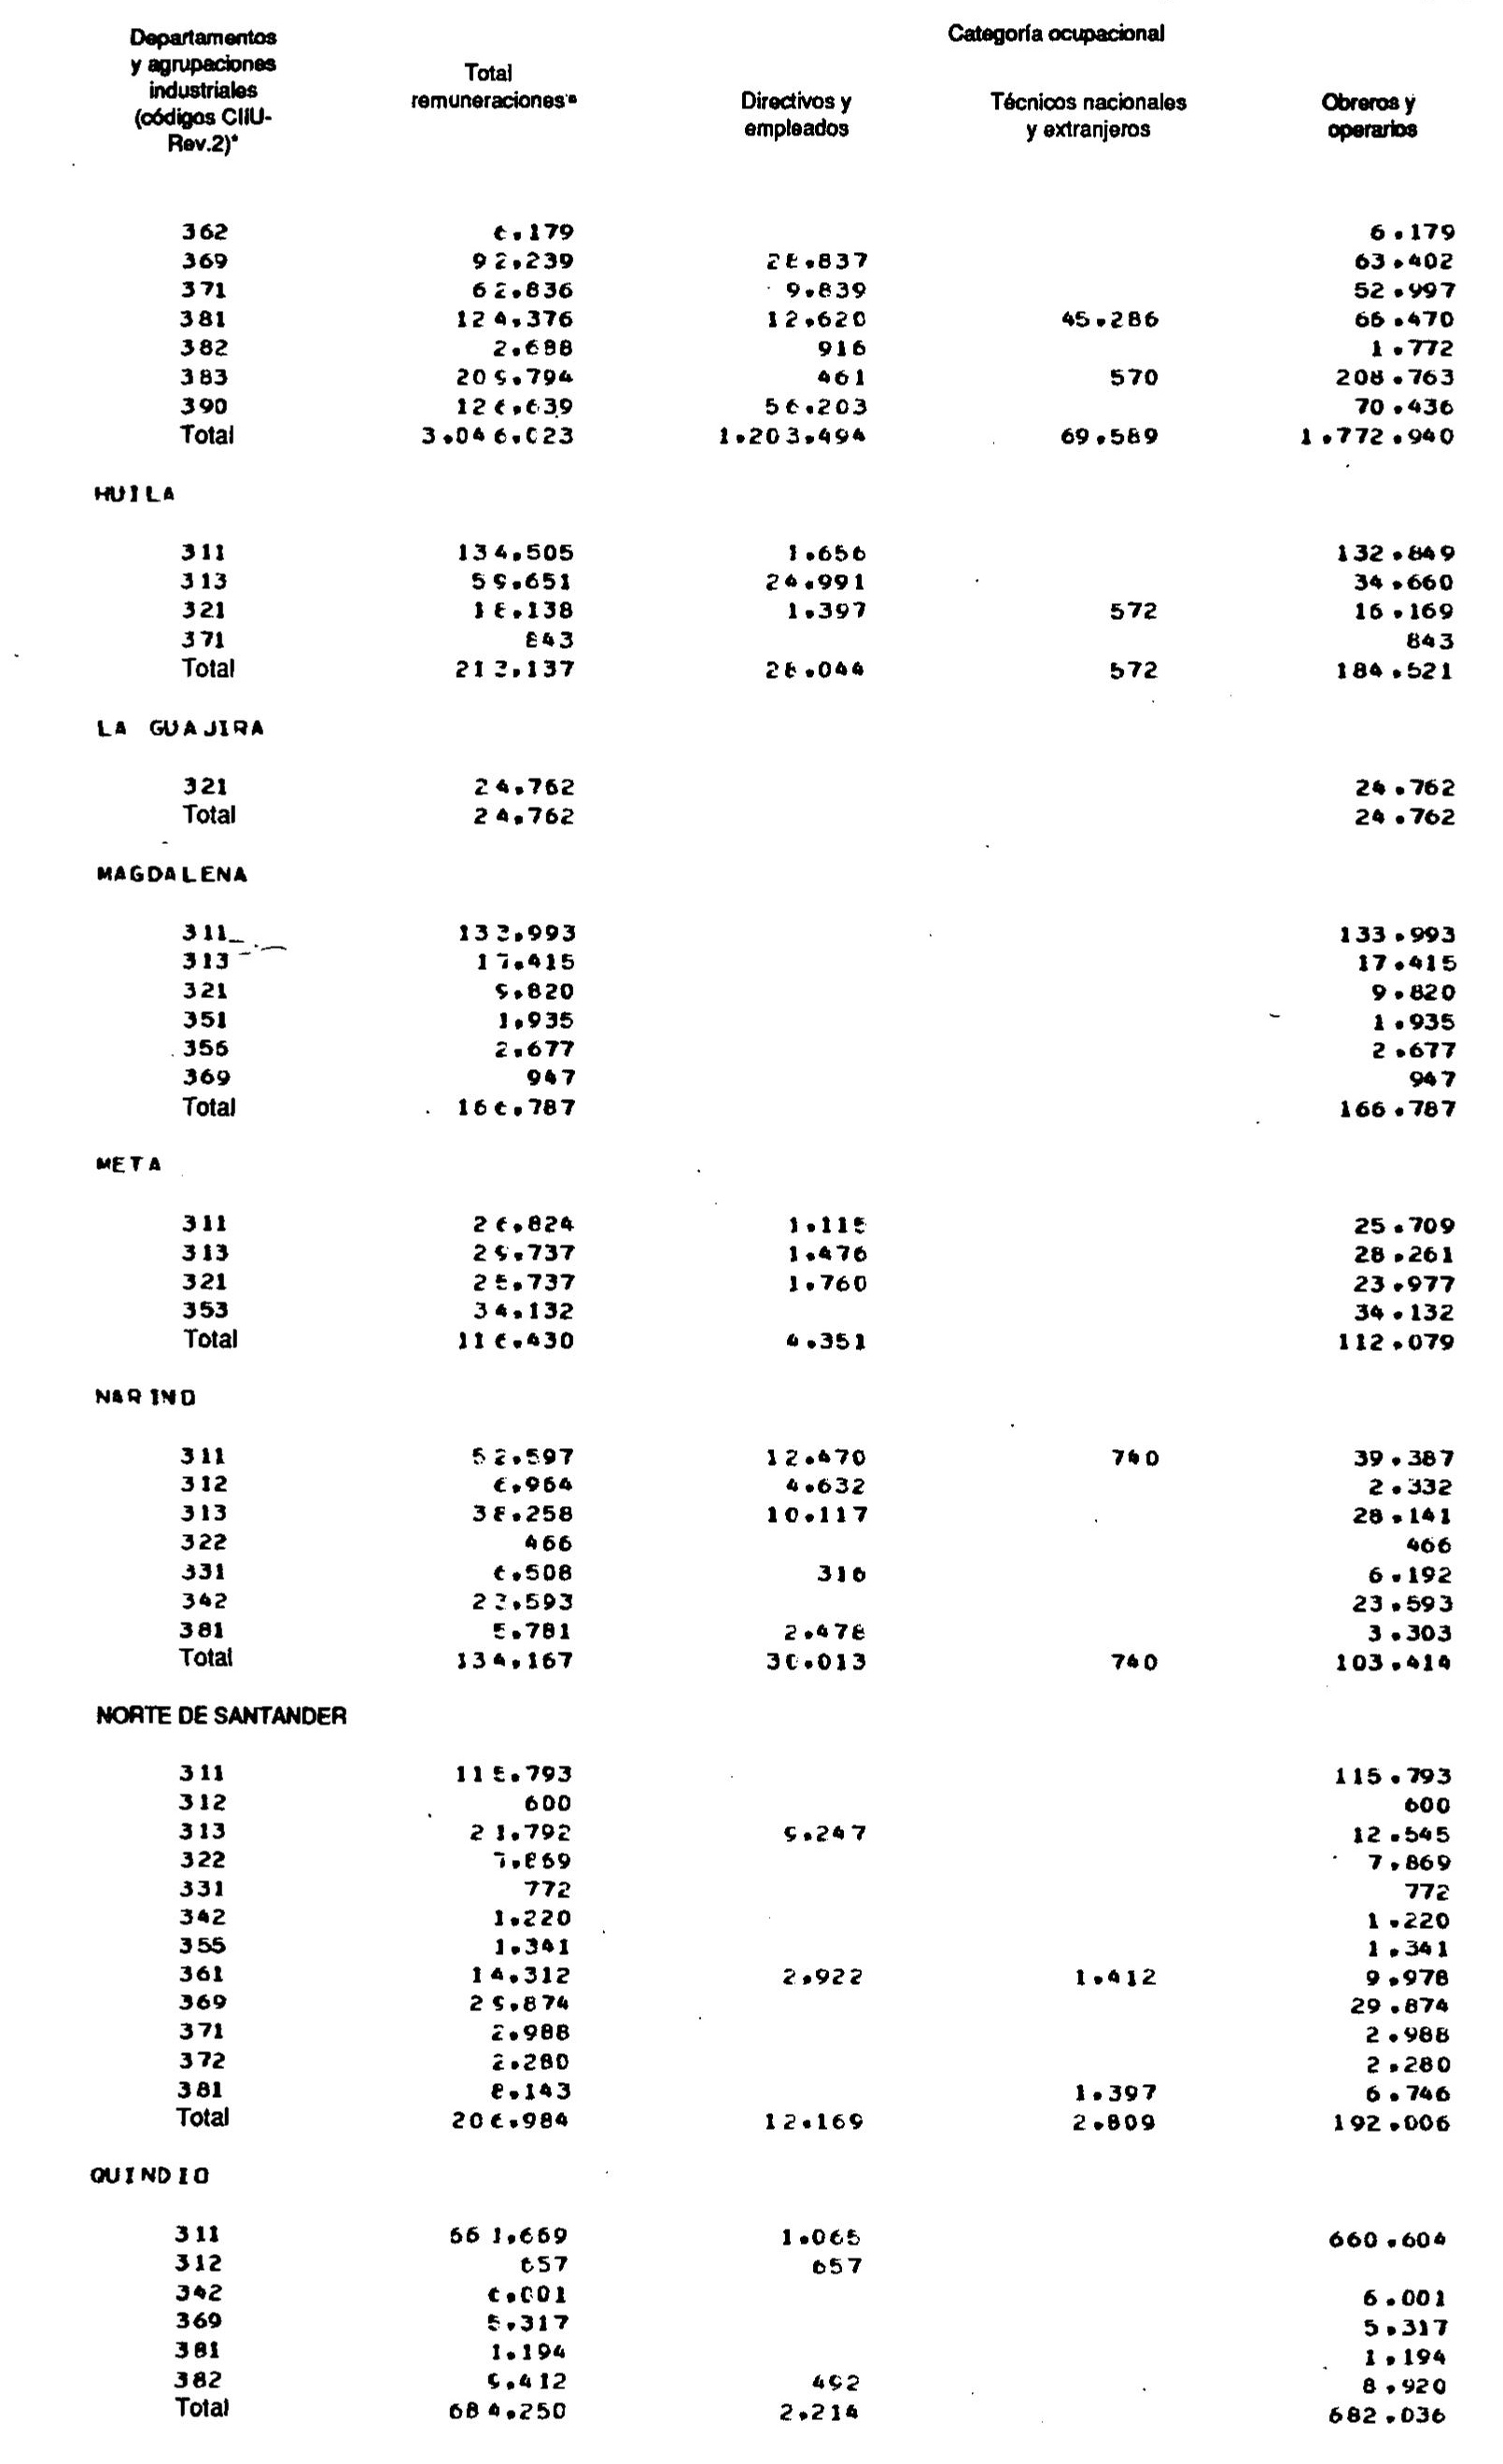 Categoría ocupacional
Departamentos
y agrupaciones
industriales
(códigos CIIU-
Rev.2)*
Total
remuneraciones**
Directivos y
empleados
Técnicos nacionales
y extranjeros
Obreros y
operarios
362 6.179 6.179
369 92.239 28.837 63.402
371 62.836 9.839 52.997
381 124.376 12.620 45.286 66.470
382 2.688 916 1.772
383 209.794 461 570 208.763
390 126.639 56.203 70.436
Total 3.046.023 1.203.494 69.589 1.772.940
HUILA
311 134.505 1.656 132.849
313 59.651 24.991 34.660
321 18.138 1.397 572 16.169
371 843 843
Total 213.137 28.044 572 184.521
LA GUAJIRA
321 24.762 24.762
Total 24.762 24.762
MAGDALENA
311 133.993 133.993
313 17.415 17.415
321 9.820 9.820
351 1.935 1.935
356 2.677 2.677
369 947 947
Total 166.787 166.787
META
311 26.824 1.115 25.709
313 29.737 1.476 28.261
321 25.737 1.760 23.977
353 34.132 34.132
Total 116.430 4.351 112.079
NARINO
311 52.597 12.470 740 39.387
312 6.964 4.632 2.332
313 38.258 10.117 28.141
322 466 466
331 6.508 316 6.192
342 23.593 23.593
381 5.781 2.478 3.303
Total 134.167 30.013 740 103.414
NORTE DE SANTANDER
311 115.793 115.793
312 600 600
313 21.792 9.247 12.545
322 7.869 7.869
331 772 772
342 1.220 1.220
355 1.341 1.341
361 14.312 2.922 1.412 9.978
369 29.874 29.874
371 2.988 2.988
372 2.280 2.280
381 8.143 1.397 6.746
Total 206.984 12.169 2.809 192.006
QUINDIO
311 661.669 1.065 660.604
312 657 657
342 6.001 6.001
369 5.317 5.317
381 1.194 1.194
382 9.412 492 8.920
Total 684.250 2.214 682.036